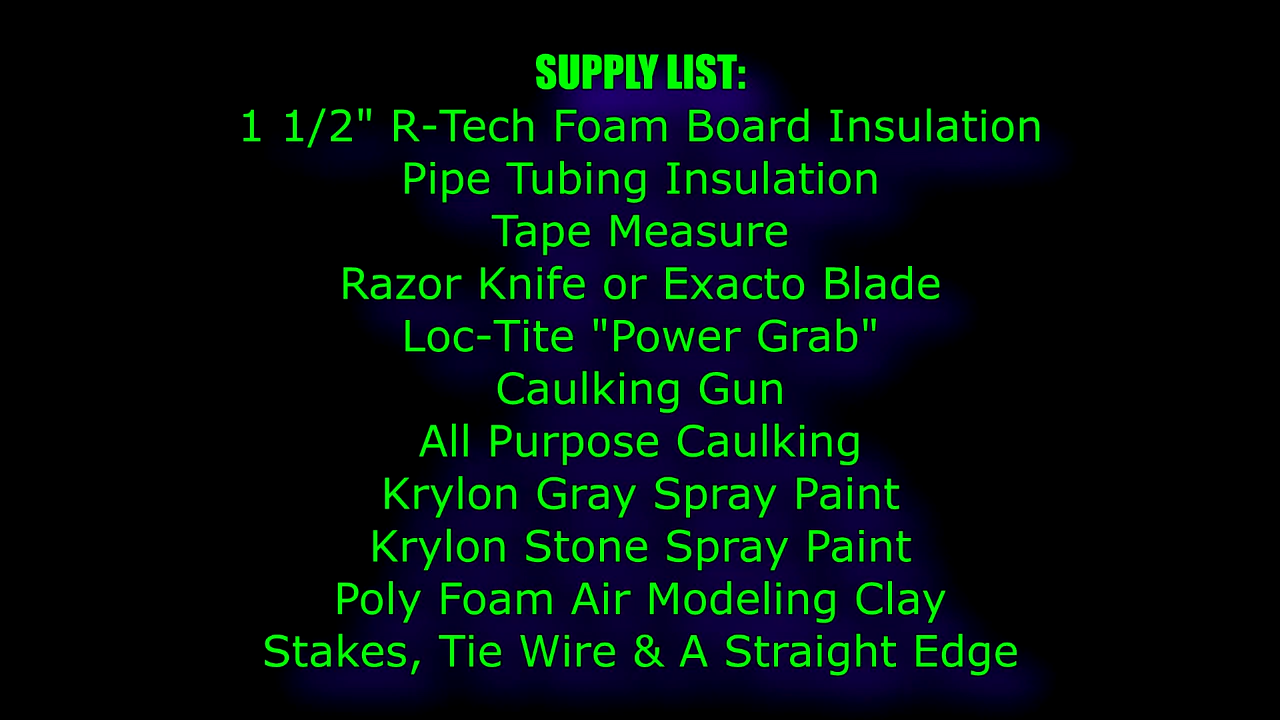 SUPPLY LIST:
1 1/2" R-Tech Foam Board Insulation
Pipe Tubing Insulation
Tape Measure
Razor Knife or Exacto Blade
Loc-Tite "Power Grab"
Caulking Gun
All Purpose Caulking
Krylon Gray Spray Paint
Krylon Stone Spray Paint
Poly Foam Air Modeling Clay
Stakes, Tie Wire & A Straight Edge